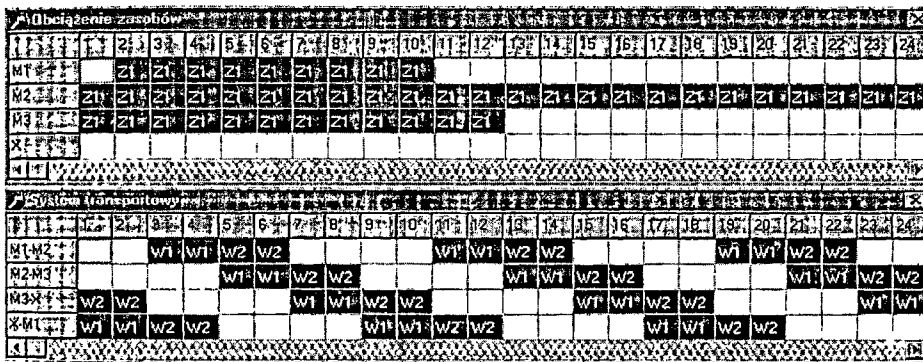 Obciążenie zasobów
1 2 3 4 5 6 7 8 9 10 11 12 13 14 15 16 17 18 19 20 21 22 23 24
M1 Z1 Z1 Z1 Z1 Z1 Z1 Z1 Z1 Z1
M2 Z1 Z1 Z1 Z1 Z1 Z1 Z1 Z1 Z1 Z1 Z1 Z1 Z1 Z1 Z1 Z1 Z1 Z1 Z1 Z1 Z1 Z1 Z1 Z1
M3 Z1 Z1 Z1 Z1 Z1 Z1 Z1 Z1 Z1 Z1 Z1 Z1
X
System transportowy
1 2 3 4 5 6 7 8 9 10 11 12 13 14 15 16 17 18 19 20 21 22 23 24
M1-M2 W1 W1 W2 W2 W1 W1 W2 W2 W1 W1 W2 W2
M2-M3 W1 W1 W2 W2 W1 W1 W2 W2 W1 W1 W2 W2
M3-X W2 W2 W1 W1 W2 W2 W1 W1 W2 W2 W1 W1
X-M1 W1 W1 W2 W2 W1 W1 W2 W2 W1 W1 W2 W2